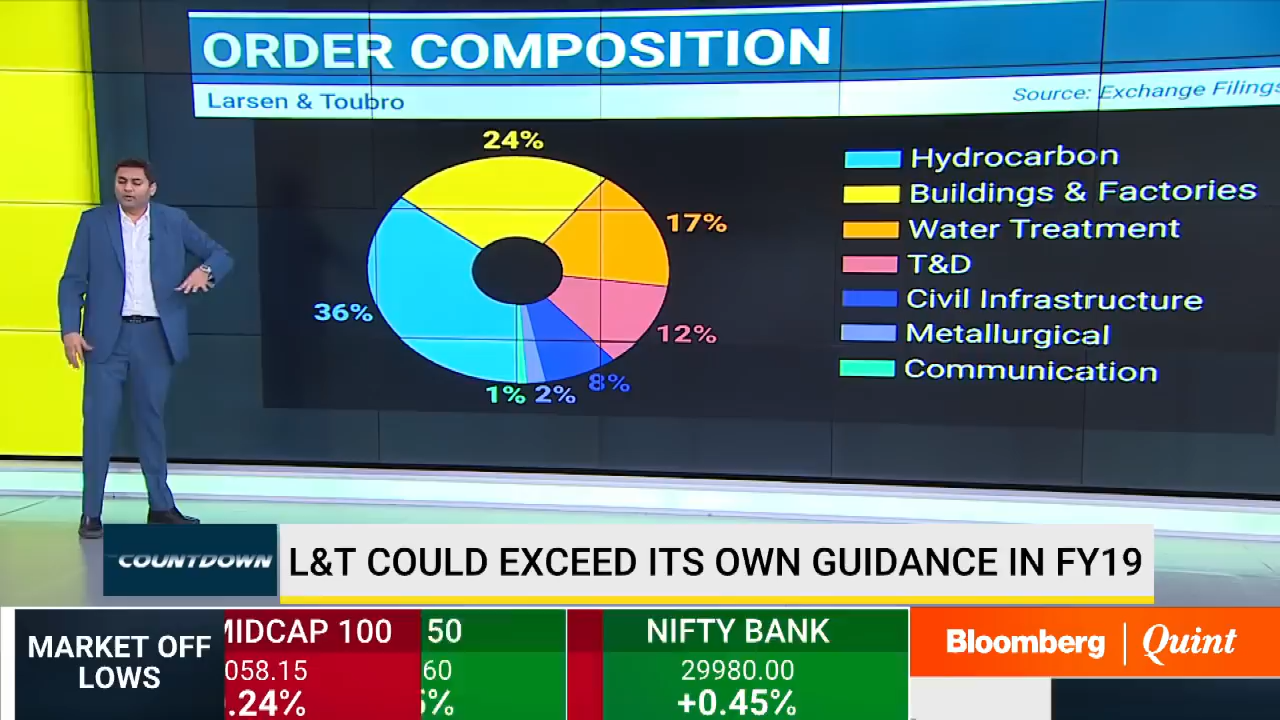 ORDER COMPOSITION
Larsen & Toubro
Source: Exchange Filings
24%
17%
36%
12%
8%
1%
2%
Hydrocarbon
Buildings & Factories
Water Treatment
T&D
Civil Infrastructure
Metallurgical
Communication
COUNTDOWN
L&T COULD EXCEED ITS OWN GUIDANCE IN FY19
MARKET OFF
LOWS
MIDCAP 100
058.15
.24%
50
60
%
NIFTY BANK
29980.00
+0.45%
Bloomberg | Quint